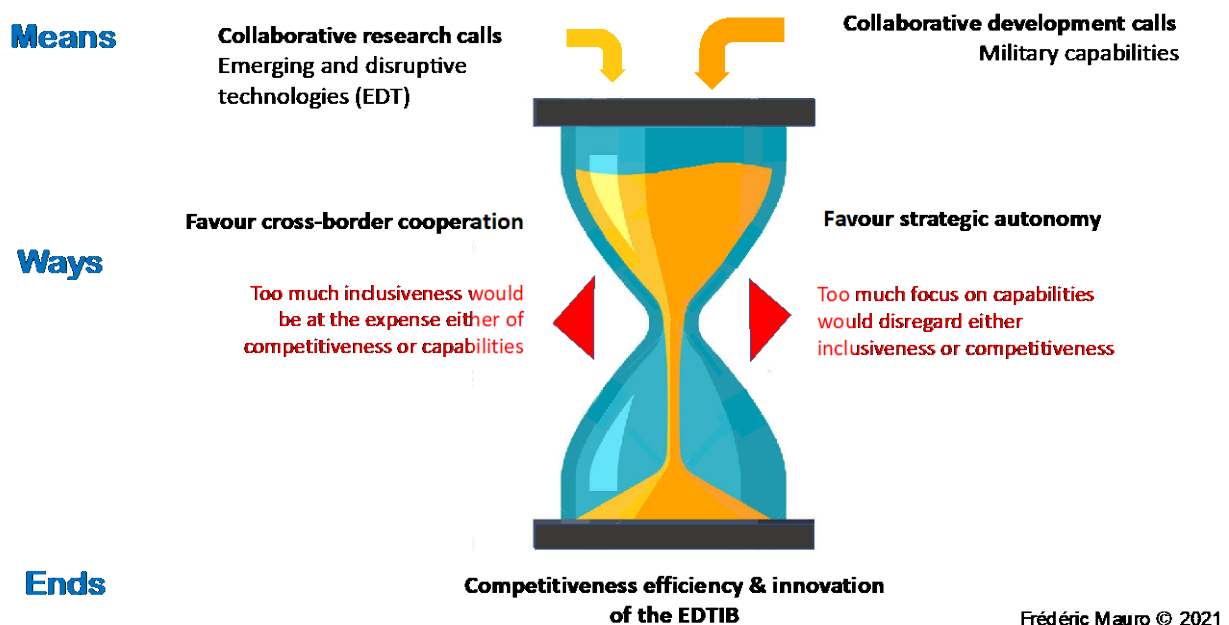 Means
Collaborative research calls
Emerging and disruptive
technologies (EDT)
Collaborative development calls
Military capabilities
Ways
Favour cross-border cooperation
Too much inclusiveness would
be at the expense either of
competitiveness or capabilities
Favour strategic autonomy
Too much focus on capabilities
would disregard either
inclusiveness or competitiveness
Ends
Competitiveness efficiency & innovation
of the EDTIB
Frédéric Mauro © 2021